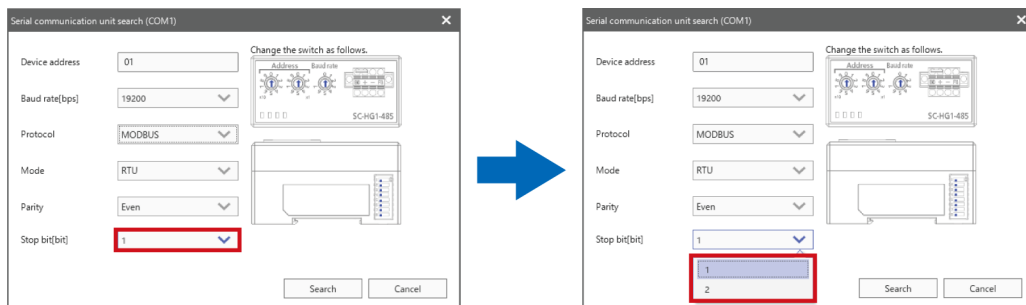 Serial communication unit search (COM1)
Change the switch as follows.
Device address
01
Address
Baud rate
Baud rate[bps]
19200
SC-HG1-485
Protocol
MODBUS
Mode
RTU
Parity
Even
Stop bit[bit]
1
Search
Cancel
Serial communication unit search (COM1)
Change the switch as follows.
Device address
01
Address
Baud rate
Baud rate[bps]
19200
SC-HG1-485
Protocol
MODBUS
Mode
RTU
Parity
Even
Stop bit[bit]
1
1
2
Search
Cancel